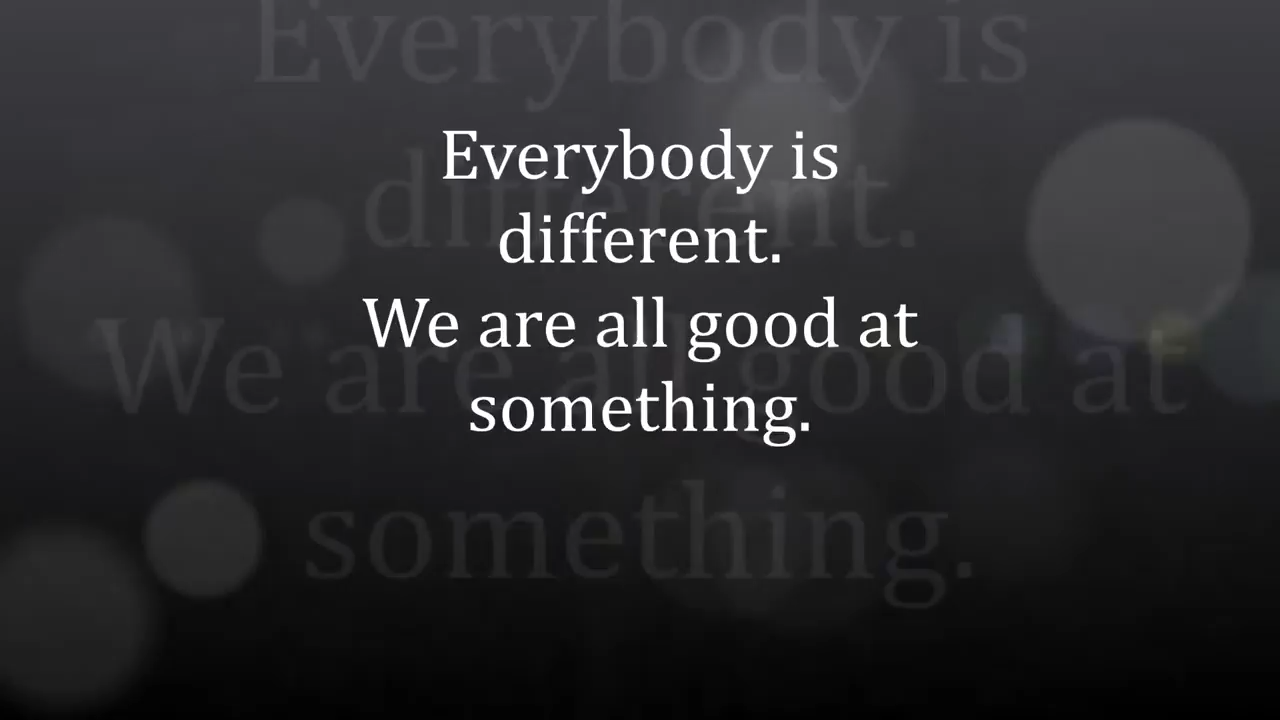 Everybody is
different.
We are all good at
something.